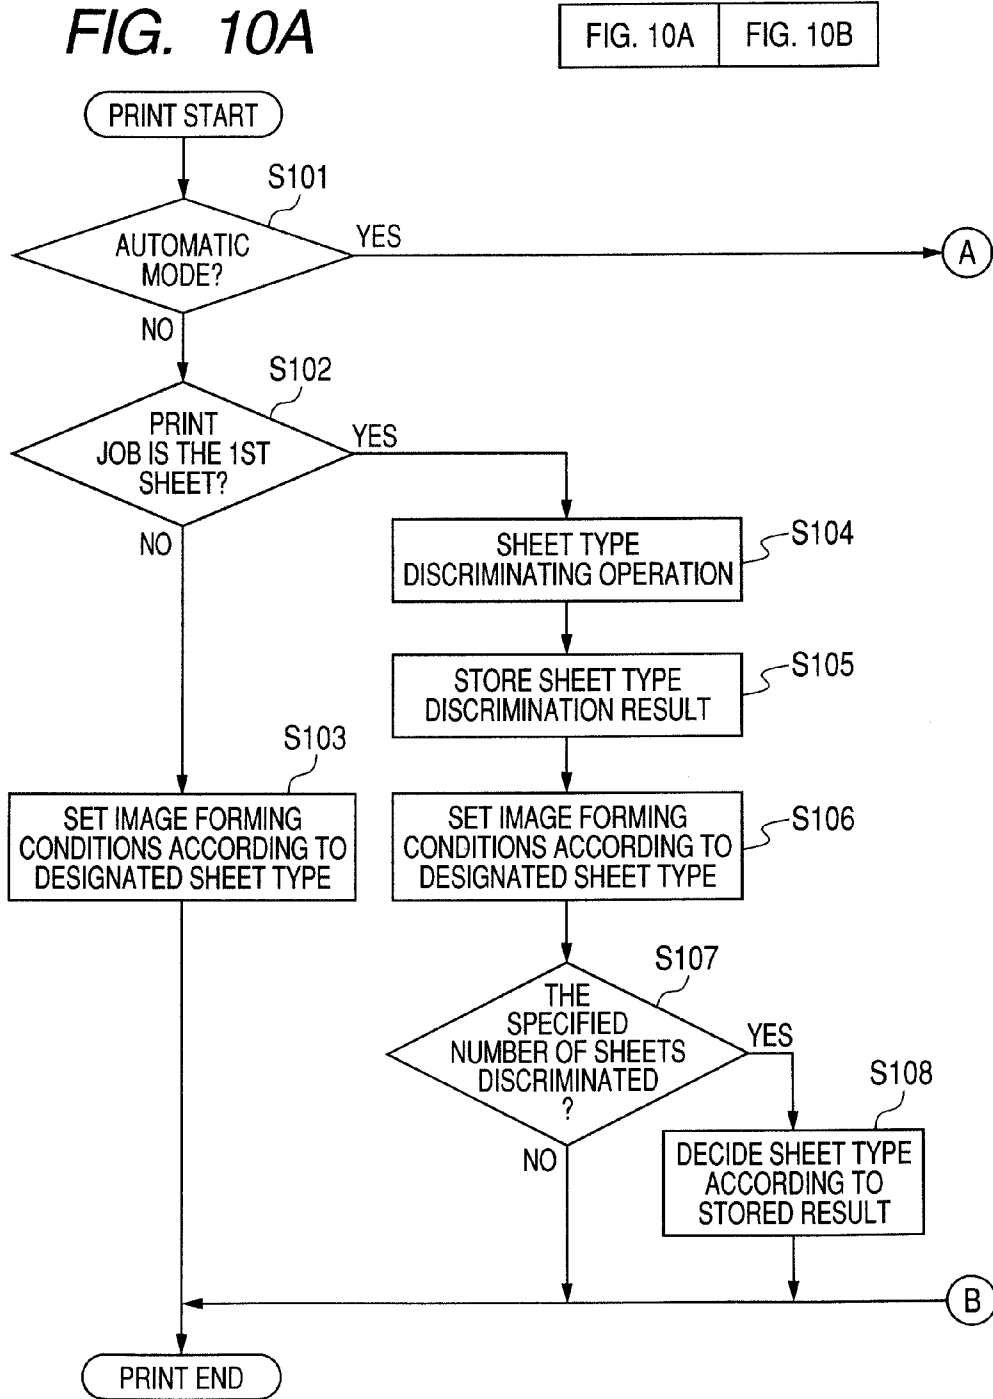 FIG. 10A
FIG. 10A FIG. 10B
PRINT START
S101
AUTOMATIC
MODE?
YES
A
NO
S102
PRINT
JOB IS THE 1ST
SHEET?
YES
NO
SHEET TYPE
DISCRIMINATING OPERATION
S104
STORE SHEET TYPE
DISCRIMINATION RESULT
S105
S103
SET IMAGE FORMING
CONDITIONS ACCORDING TO
DESIGNATED SHEET TYPE
SET IMAGE FORMING
CONDITIONS ACCORDING TO
DESIGNATED SHEET TYPE
S106
S107
THE
SPECIFIED
NUMBER OF SHEETS
DISCRIMINATED
?
YES
NO
S108
DECIDE SHEET TYPE
ACCORDING TO
STORED RESULT
B
PRINT END